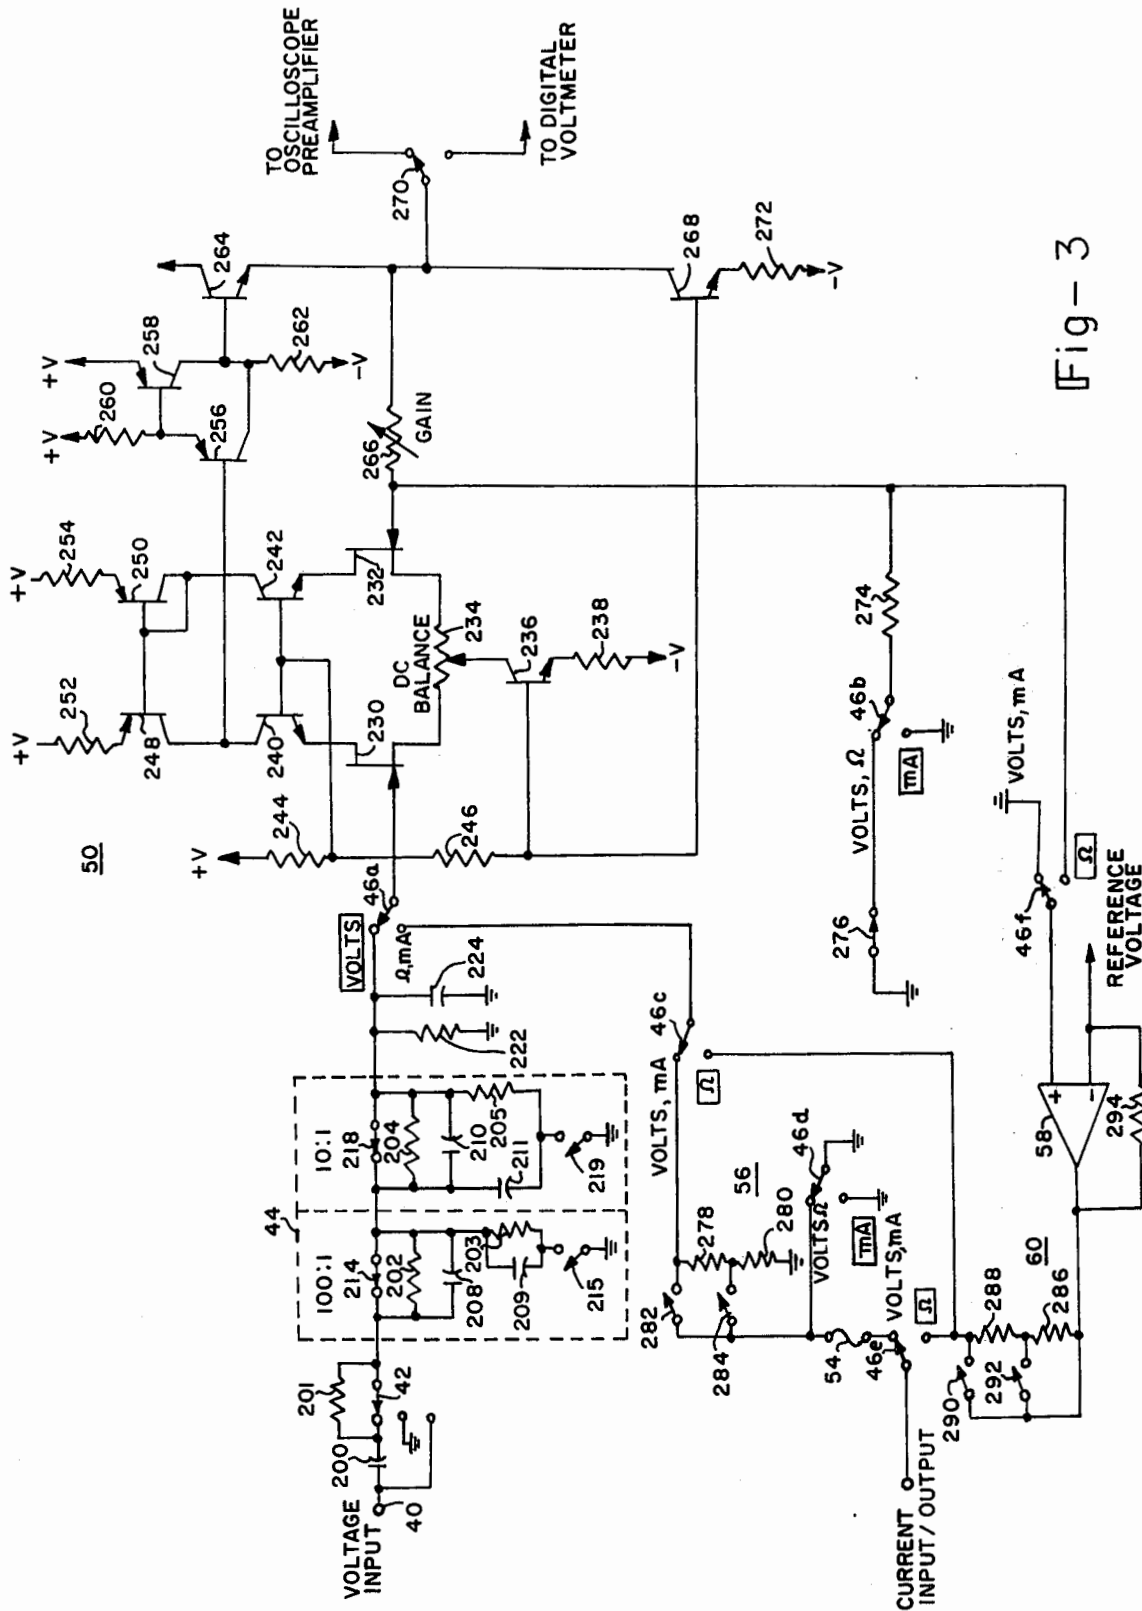 VOLTAGE
INPUT
40
200
201
42
44
100:1
214
202
208
203
209
215
10:1
218
204
210
211
205
219
222
224
VOLTS
Ω,mA
46a
50
+V
244
246
+V
252
248
240
230
DC
BALANCE
234
236
238
-V
+V
254
250
242
232
+V
260
256
+V
258
262
-V
264
266
GAIN
268
272
-V
270
TO
OSCILLOSCOPE
PREAMPLIFIER
TO DIGITAL
VOLTMETER
CURRENT
INPUT/OUTPUT
46e
VOLTS,mA
Ω
54
282
284
278
280
56
VOLTS,mA
46c
Ω
VOLTSΩ
46d
mA
290
292
288
286
60
58
+
-
294
REFERENCE
VOLTAGE
46f
VOLTS, mA
Ω
276
VOLTS, Ω
46b
mA
274
Fig-3